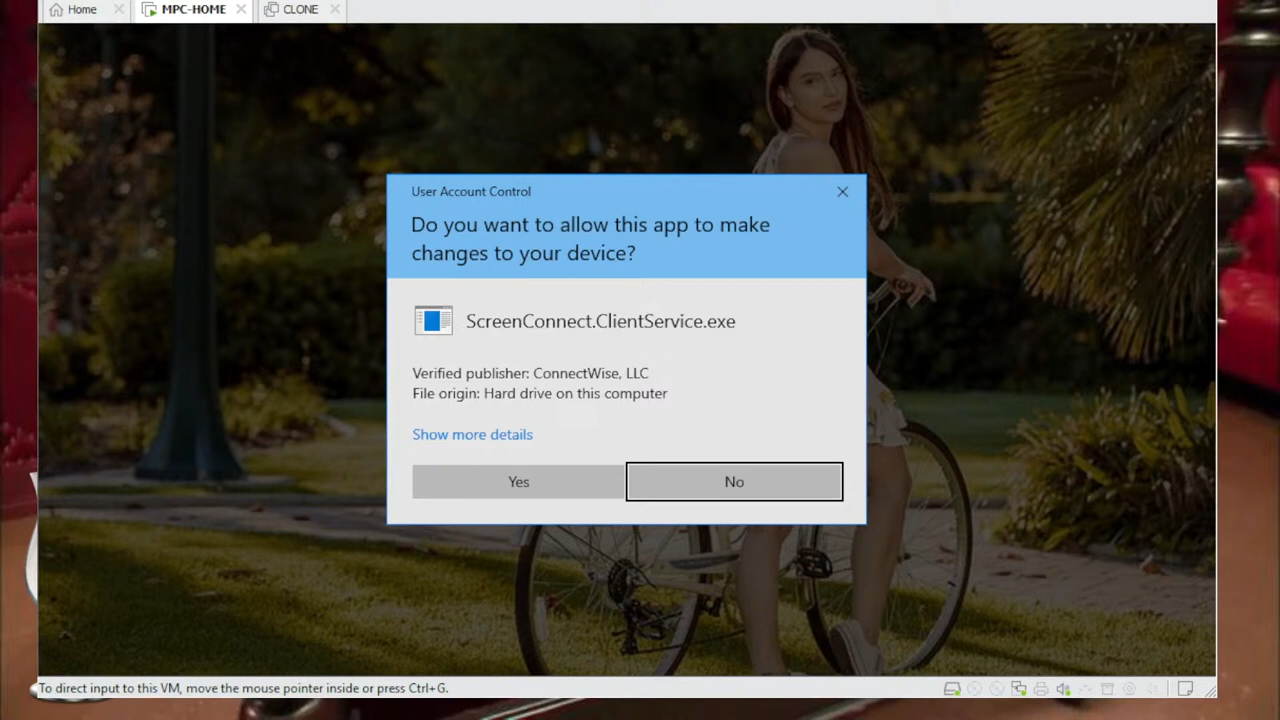 Home
MPC-HOME
CLONE
User Account Control
Do you want to allow this app to make
changes to your device?
ScreenConnect.ClientService.exe
Verified publisher: ConnectWise, LLC
File origin: Hard drive on this computer
Show more details
Yes
No
To direct input to this VM, move the mouse pointer inside or press Ctrl+G.